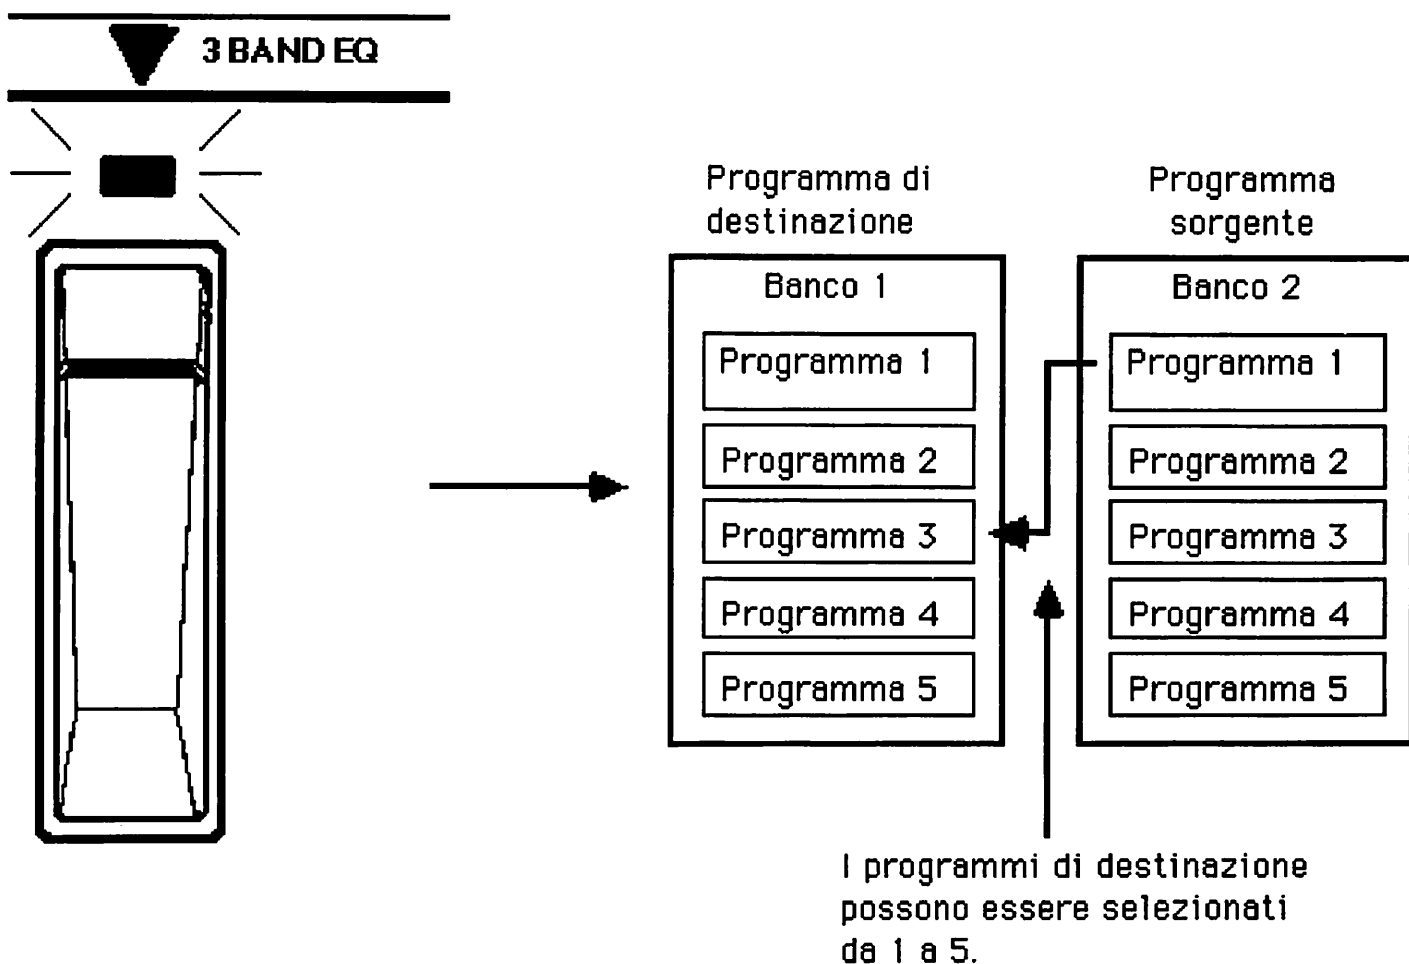 3 BAND EQ
Programma di
destinazione
Banco 1
Programma 1
Programma 2
Programma 3
Programma 4
Programma 5
Programma
sorgente
Banco 2
Programma 1
Programma 2
Programma 3
Programma 4
Programma 5
I programmi di destinazione
possono essere selezionati
da 1 a 5.